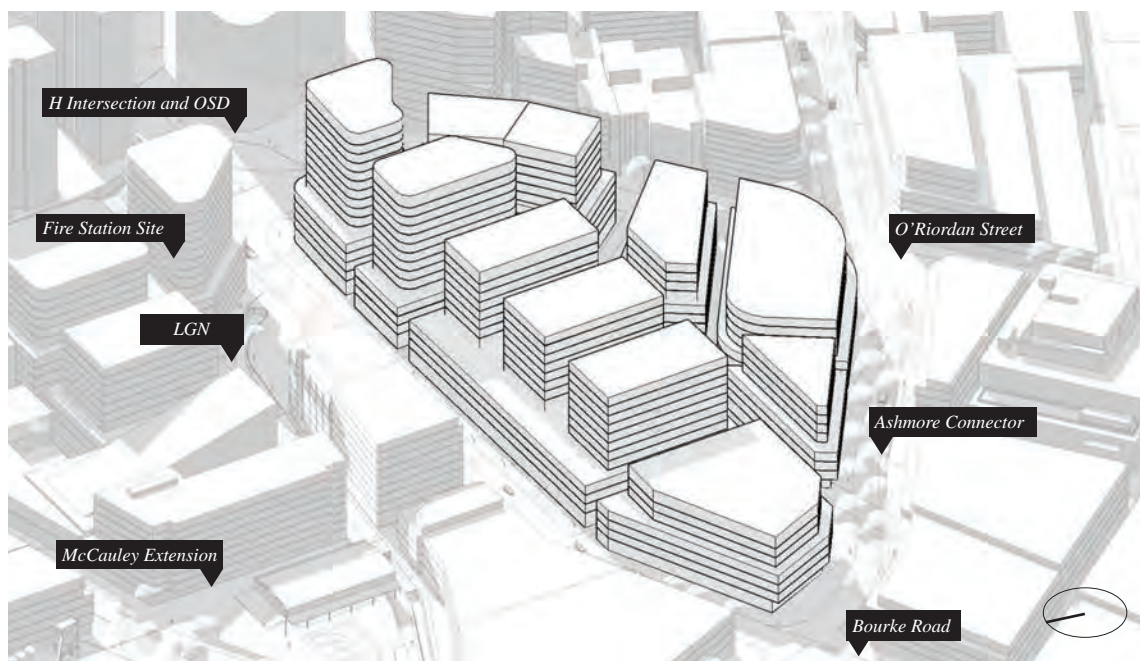 H Intersection and OSD
Fire Station Site
O'Riordan Street
LGN
Ashmore Connector
McCauley Extension
Bourke Road